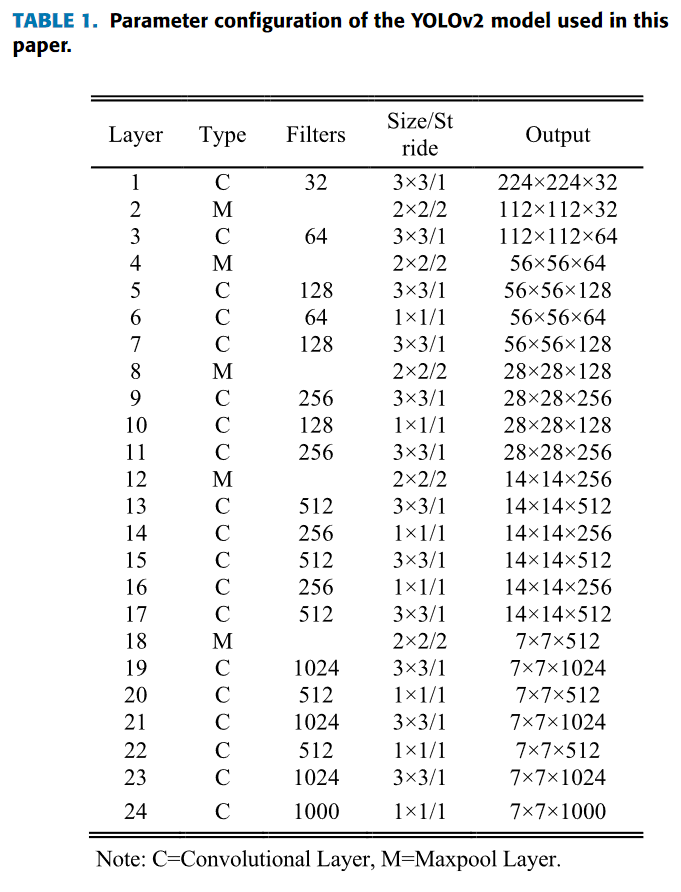 TABLE 1. Parameter configuration of the YOLOv2 model used in this
paper.
Layer Type Filters Size/St ride Output
1 C 32 3×3/1 224×224×32
2 M 2×2/2 112×112×32
3 C 64 3×3/1 112×112×64
4 M 2×2/2 56×56×64
5 C 128 3×3/1 56×56×128
6 C 64 1×1/1 56×56×64
7 C 128 3×3/1 56×56×128
8 M 2×2/2 28×28×128
9 C 256 3×3/1 28×28×256
10 C 128 1×1/1 28×28×128
11 C 256 3×3/1 28×28×256
12 M 2×2/2 14×14×256
13 C 512 3×3/1 14×14×512
14 C 256 1×1/1 14×14×256
15 C 512 3×3/1 14×14×512
16 C 256 1×1/1 14×14×256
17 C 512 3×3/1 14×14×512
18 M 2×2/2 7×7×512
19 C 1024 3×3/1 7×7×1024
20 C 512 1×1/1 7×7×512
21 C 1024 3×3/1 7×7×1024
22 C 512 1×1/1 7×7×512
23 C 1024 3×3/1 7×7×1024
24 C 1000 1×1/1 7×7×1000
Note: C=Convolutional Layer, M=Maxpool Layer.